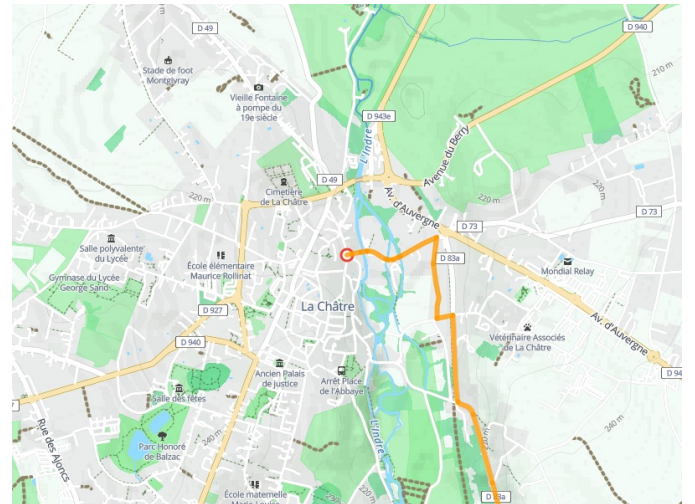 D 49
D 940
Stade de foot
Montgivray
210 m
Vieille Fontaine
à pompe du
19e siècle
D 943e
L'Indre
Avenue du Berry
D 49
Cimetière
de La Châtre
220 m
220 m
Av. d'Auvergne
D 73
D 73
220 m
Salle polyvalente
du Lycée
École élémentaire
Maurice Rollinat
D 83a
Mondial Relay
Gymnase du Lycée
George Sand
D 927
La Châtre
Av. d'Auvergne
D 940
Vétérinaire Associés
de La Châtre
Ancien Palais
de justice
Arrêt Place
de l'Abbaye
D 94
Salle des fêtes
Rue des Ajoncs
Parc Honoré
de Balzac
240 m
L'Indre
240 m
École maternelle